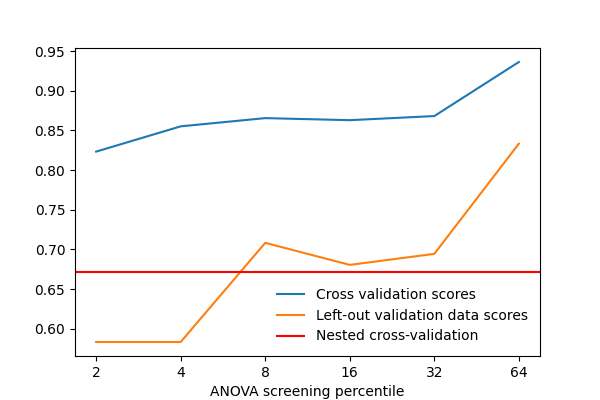 0.95
0.90
0.85
0.80
0.75
0.70
0.65
0.60
Cross validation scores
Left-out validation data scores
Nested cross-validation
2 4 8 16 32 64
ANOVA screening percentile